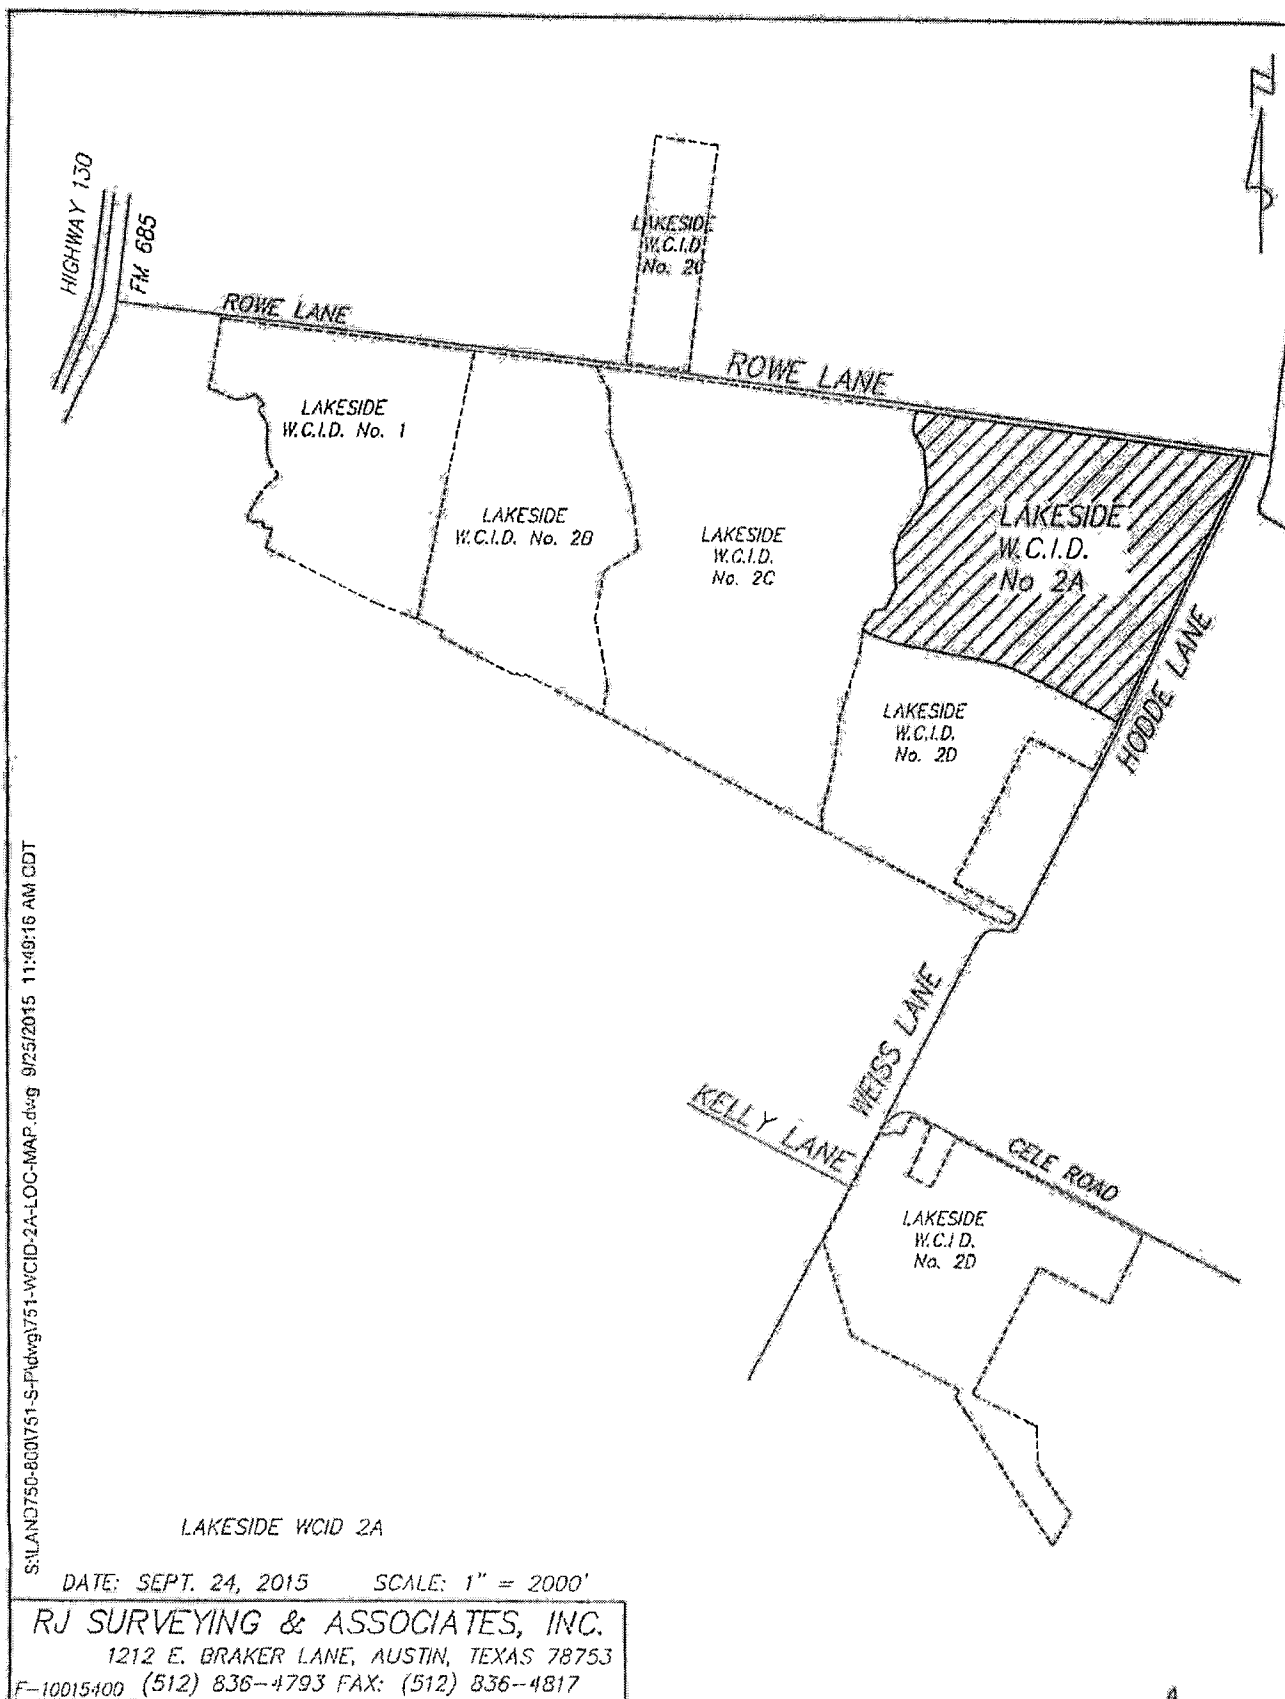 HIGHWAY 130
FM 685
LAKESIDE
W.C.I.D.
No. 2C
ROWE LANE
ROWE LANE
LAKESIDE
W.C.I.D. No. 1
LAKESIDE
W.C.I.D. No. 2B
LAKESIDE
W.C.I.D.
No. 2C
LAKESIDE
W.C.I.D.
No 2A
HODDE LANE
LAKESIDE
W.C.I.D.
No. 2D
WEISS LANE
KELLY LANE
CELE ROAD
LAKESIDE
W.C.I.D.
No. 2D
S:\LAND750-800\751-S-P\dwg\751-WCID-2A-LOC-MAP.dwg 9/25/2015 11:49:16 AM CDT
LAKESIDE WCID 2A
DATE: SEPT. 24, 2015 SCALE: 1" = 2000'
RJ SURVEYING & ASSOCIATES, INC.
1212 E. BRAKER LANE, AUSTIN, TEXAS 78753
F-10015400 (512) 836-4793 FAX: (512) 836-4817